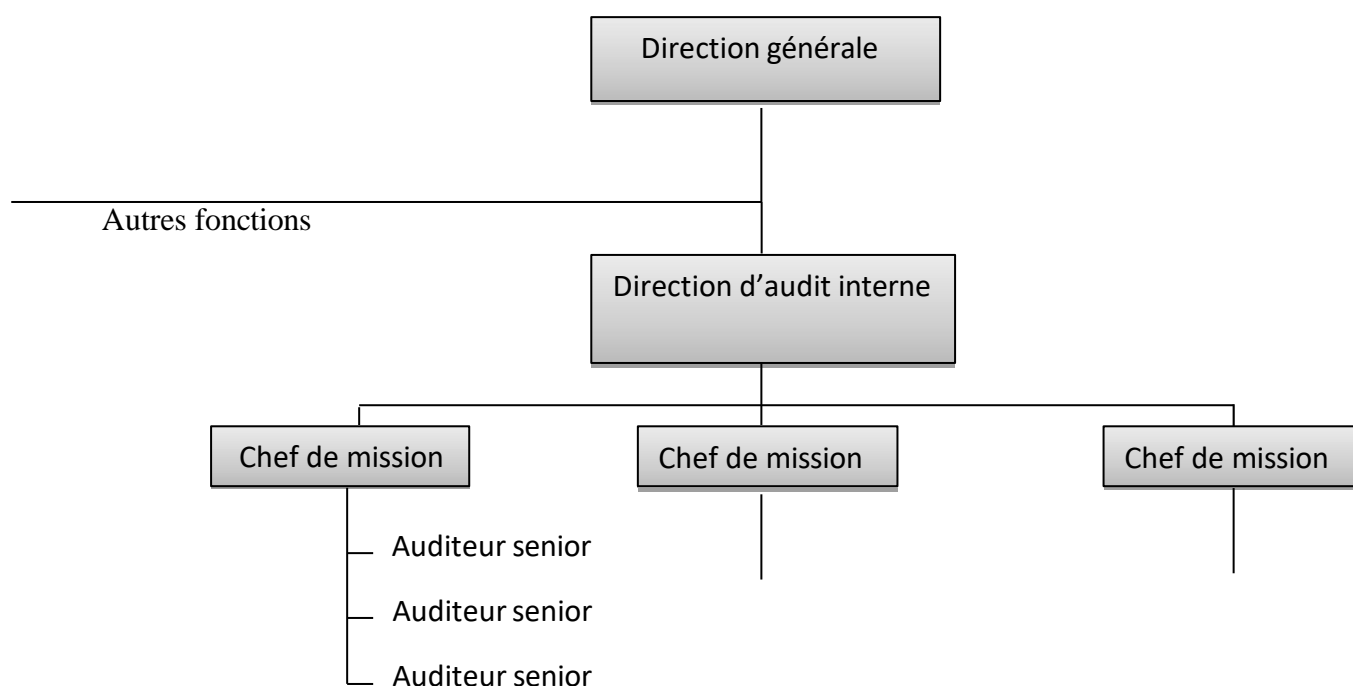 Direction générale
Autres fonctions
Direction d’audit interne
Chef de mission
Chef de mission
Chef de mission
Auditeur senior
Auditeur senior
Auditeur senior